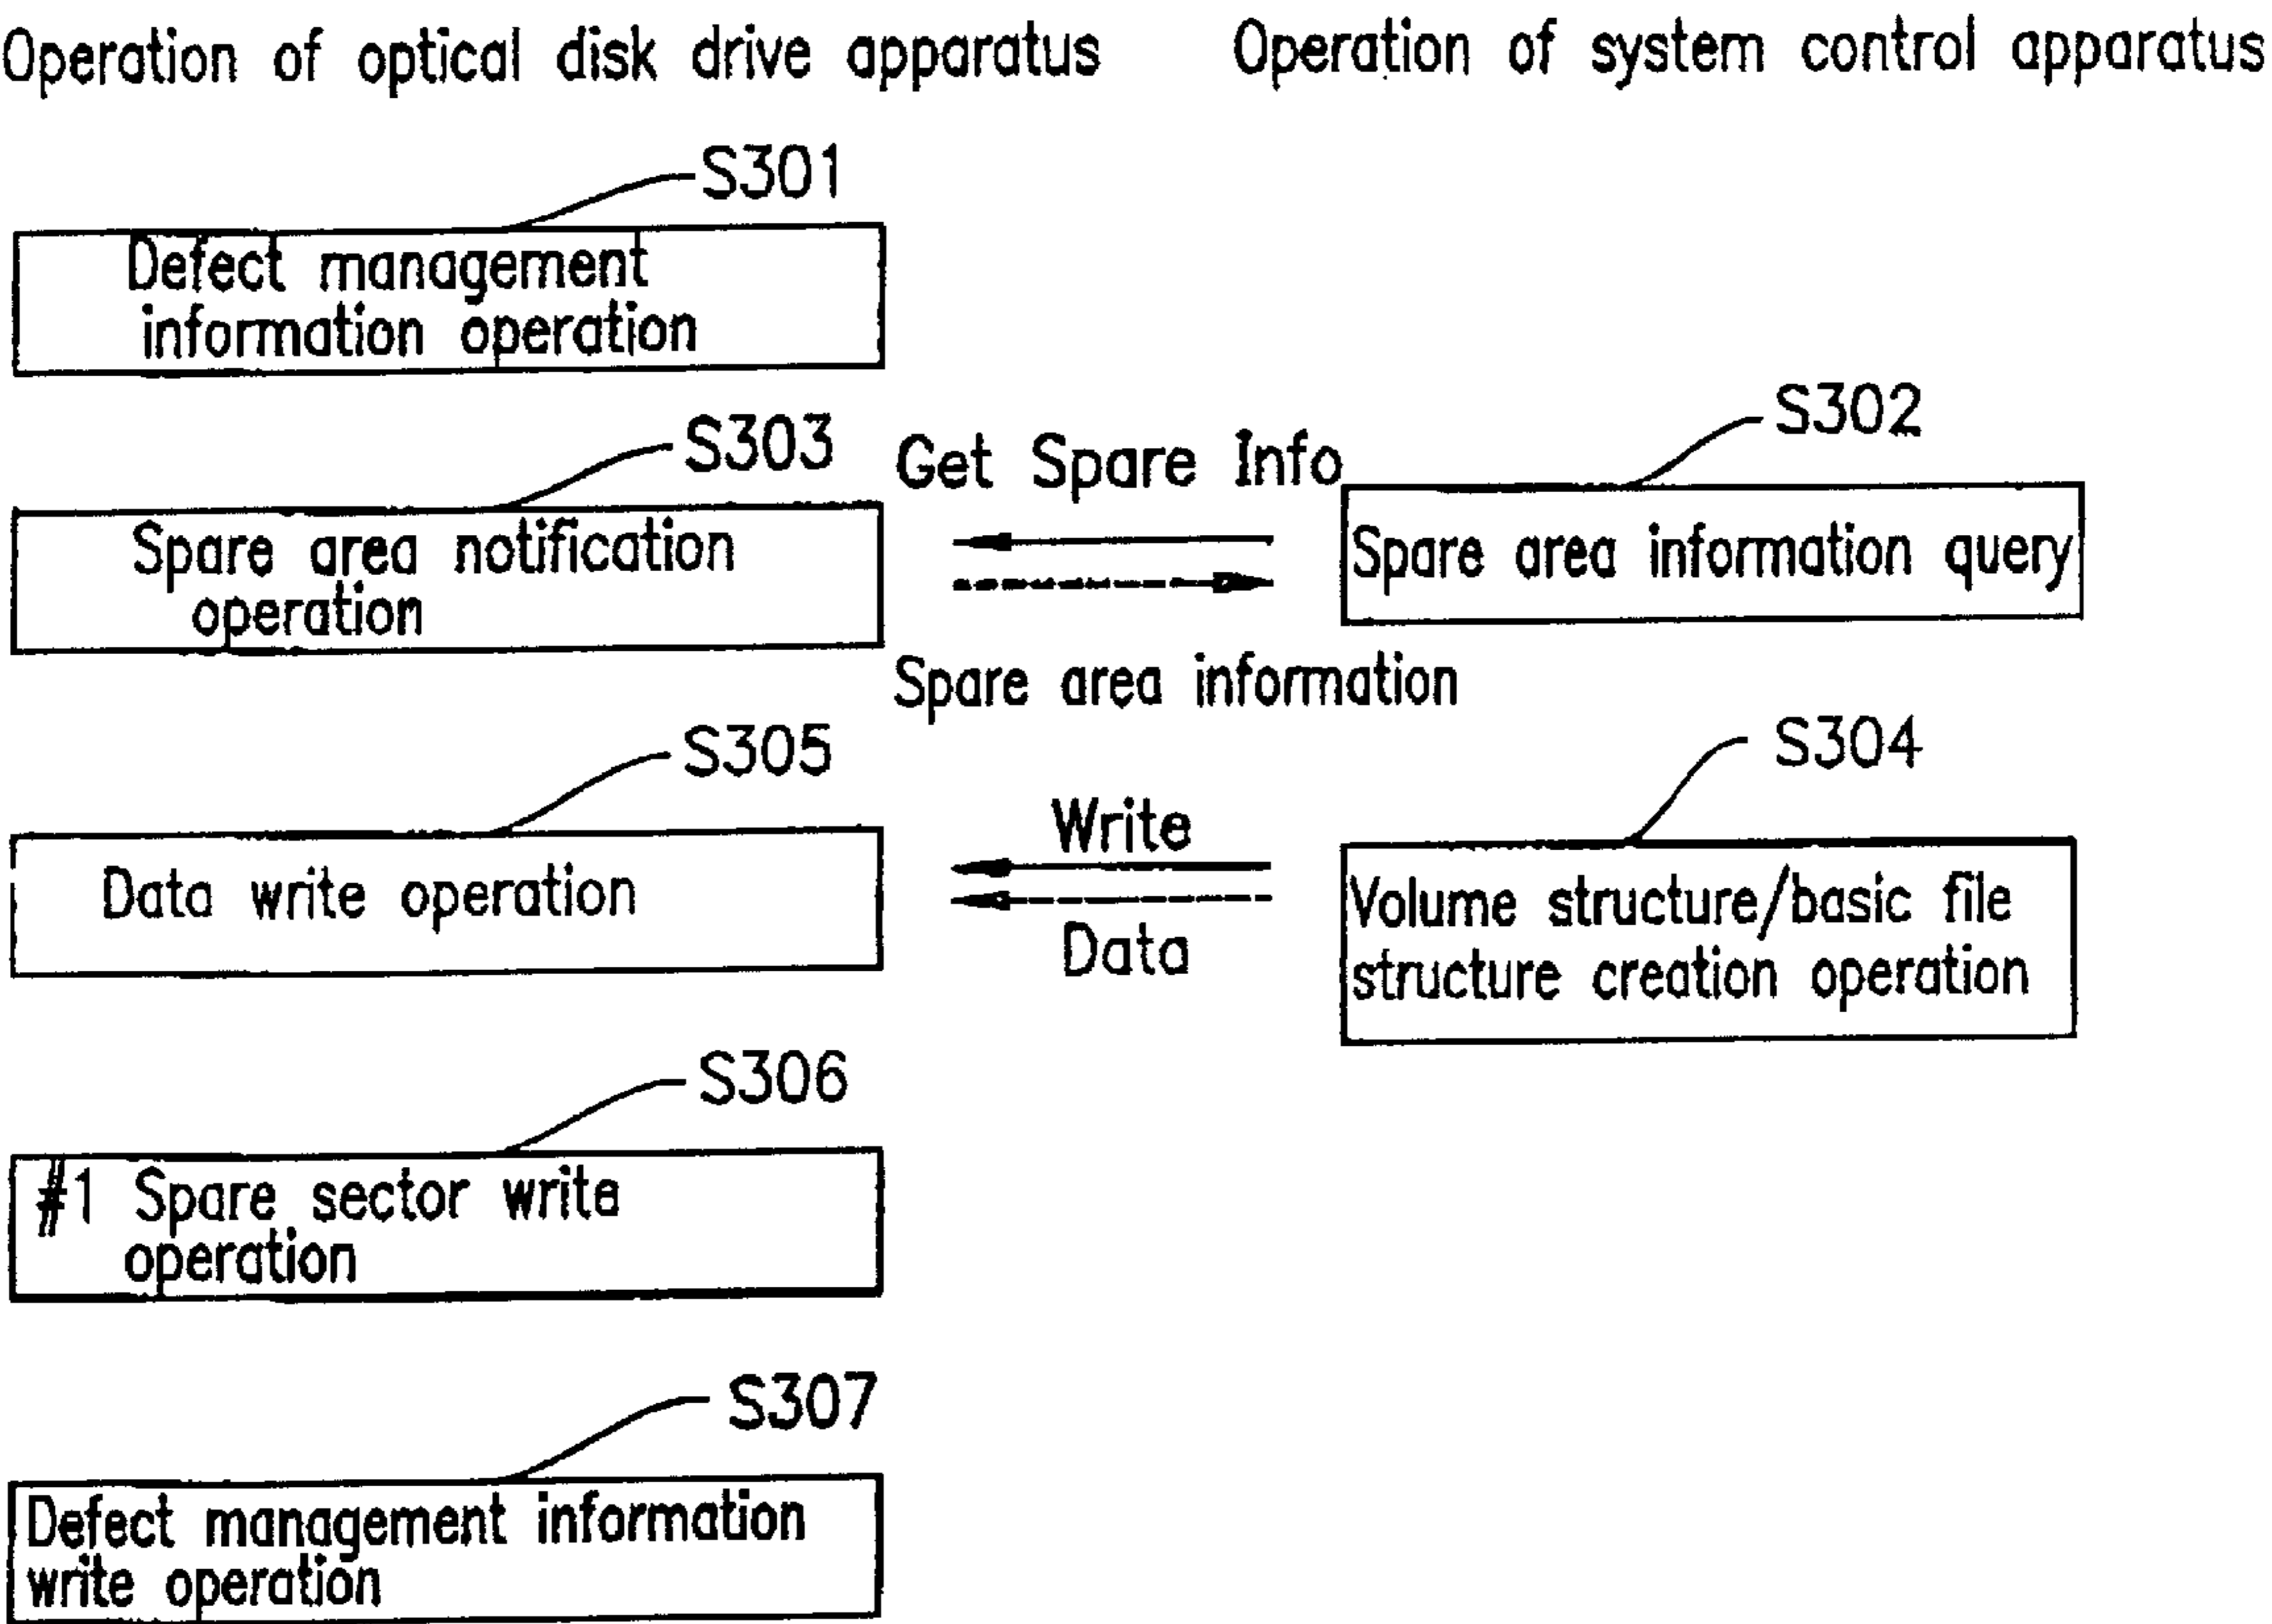 Operation of optical disk drive apparatus
Operation of system control apparatus
S301
Defect management
information operation
S303
Spare area notification
operation
Get Spare Info
Spare area information
S302
Spare area information query
S305
Data write operation
Write
Data
S304
Volume structure/basic file
structure creation operation
S306
#1 Spare sector write
operation
S307
Defect management information
write operation